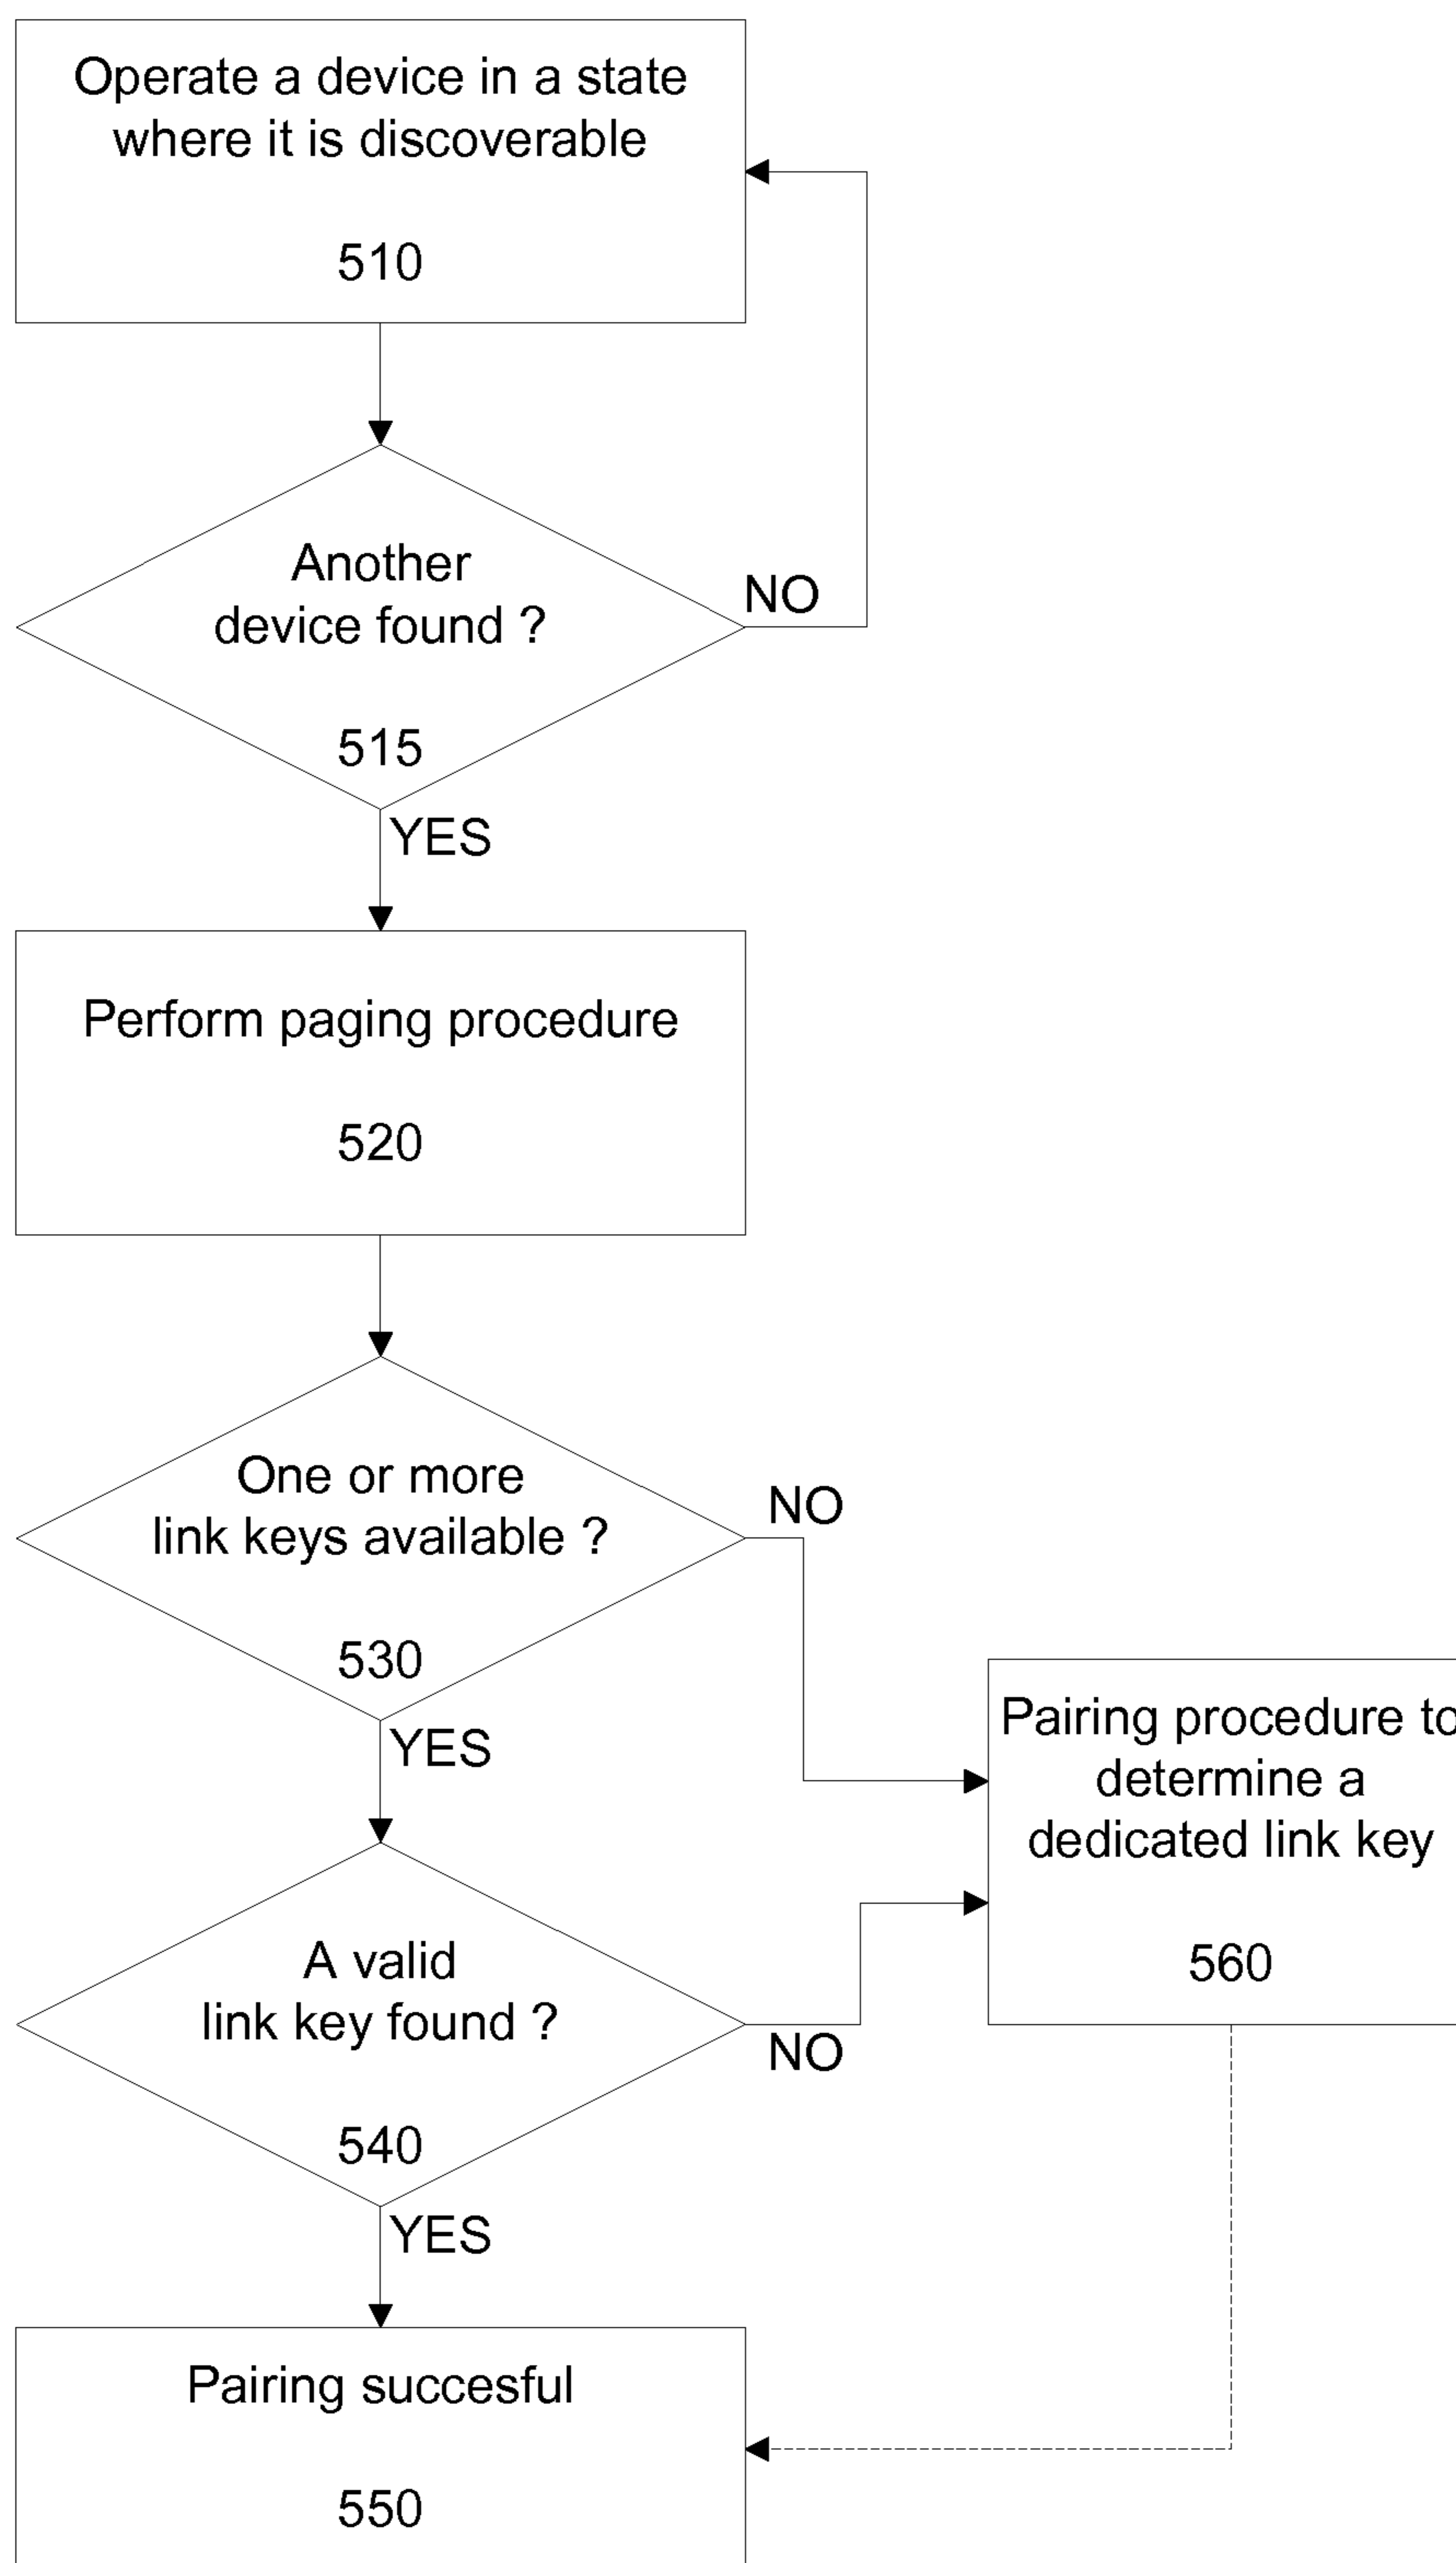 Operate a device in a state
where it is discoverable
510
Another
device found ?
515
NO
YES
Perform paging procedure
520
One or more
link keys available ?
530
NO
YES
Pairing procedure to
determine a
dedicated link key
560
A valid
link key found ?
540
NO
YES
Pairing succesful
550